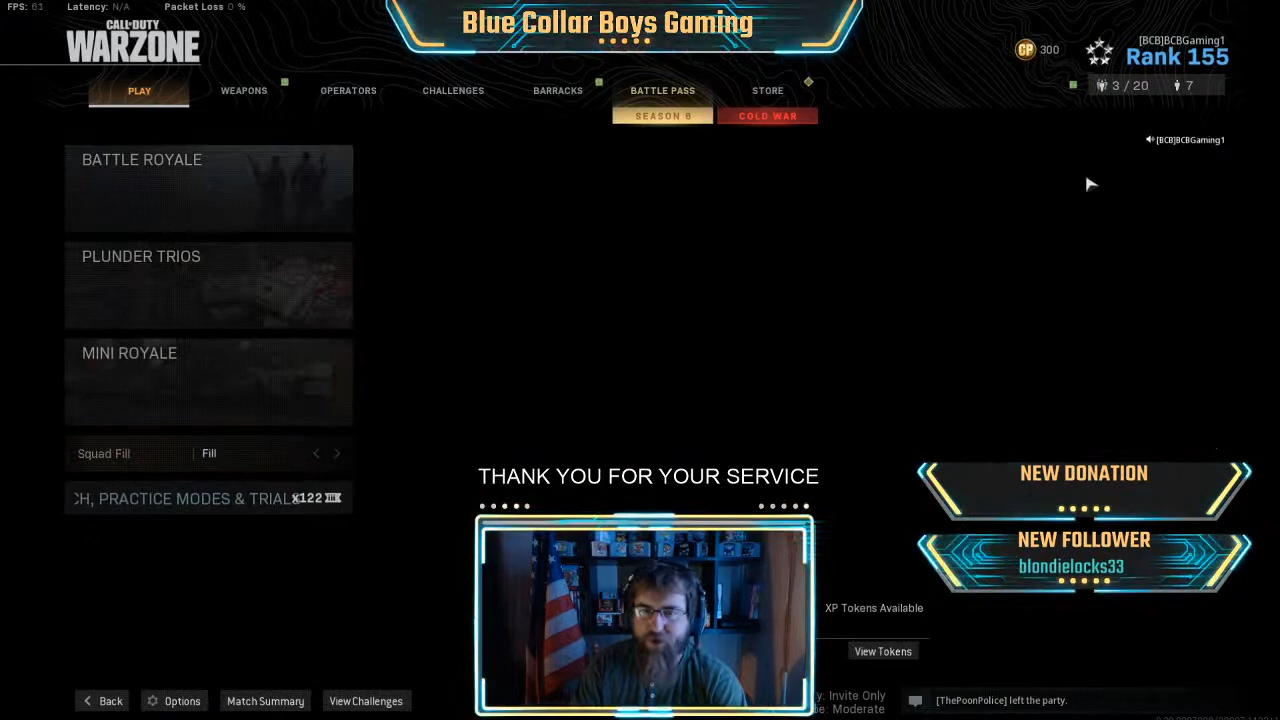 FPS: 61 Latency: N/A Packet Loss 0 %
CALL OF DUTY
WARZONE
Blue Collar Boys Gaming
CP 300
[BCB]BCBGaming1
Rank 155
3 / 20 7
PLAY WEAPONS OPERATORS CHALLENGES BARRACKS BATTLE PASS STORE
SEASON 6 COLD WAR
[BCB]BCBGaming1
BATTLE ROYALE
PLUNDER TRIOS
MINI ROYALE
Squad Fill Fill
CH, PRACTICE MODES & TRIALS x122
THANK YOU FOR YOUR SERVICE
NEW DONATION
NEW FOLLOWER
blondielocks33
XP Tokens Available
View Tokens
Back Options Match Summary View Challenges
y: Invite Only
be: Moderate
[ThePoonPolice] left the party.